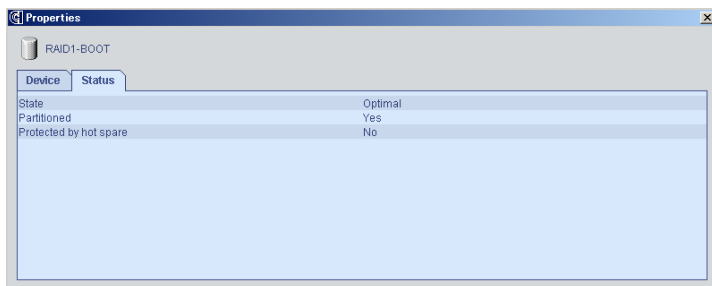 Properties
RAID1-BOOT
Device Status
State Optimal
Partitioned Yes
Protected by hot spare No